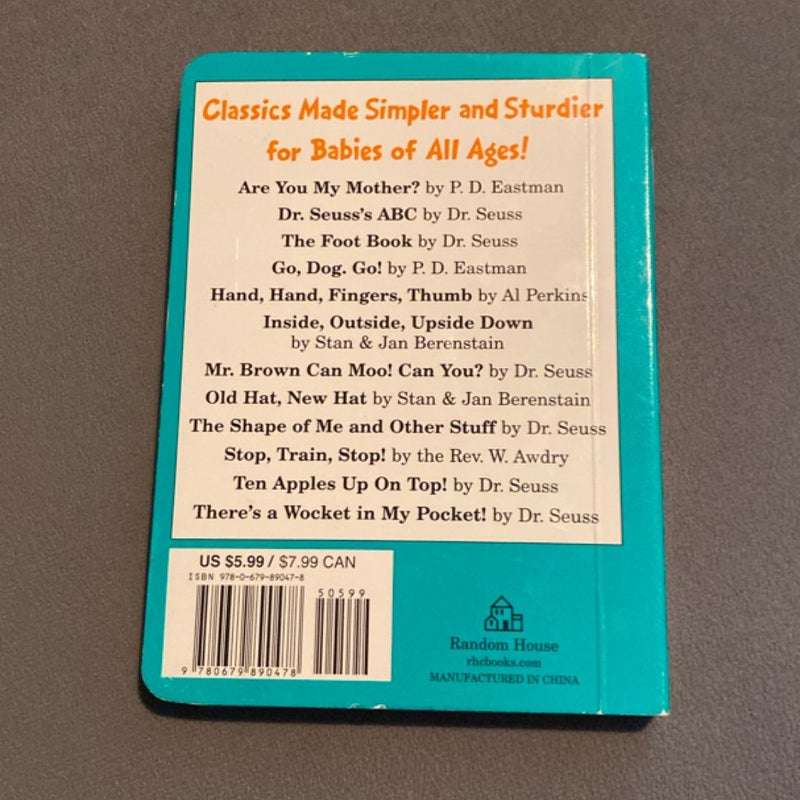 Classics Made Simpler and Sturdier
for Babies of All Ages!
Are You My Mother? by P. D. Eastman
Dr. Seuss's ABC by Dr. Seuss
The Foot Book by Dr. Seuss
Go, Dog. Go! by P. D. Eastman
Hand, Hand, Fingers, Thumb by Al Perkins
Inside, Outside, Upside Down
by Stan & Jan Berenstain
Mr. Brown Can Moo! Can You? by Dr. Seuss
Old Hat, New Hat by Stan & Jan Berenstain
The Shape of Me and Other Stuff by Dr. Seuss
Stop, Train, Stop! by the Rev. W. Awdry
Ten Apples Up On Top! by Dr. Seuss
There's a Wocket in My Pocket! by Dr. Seuss
US $5.99 / $7.99 CAN
ISBN 978-0-679-89047-8
50599
9 780679 890478
Random House
rhcbooks.com
MANUFACTURED IN CHINA